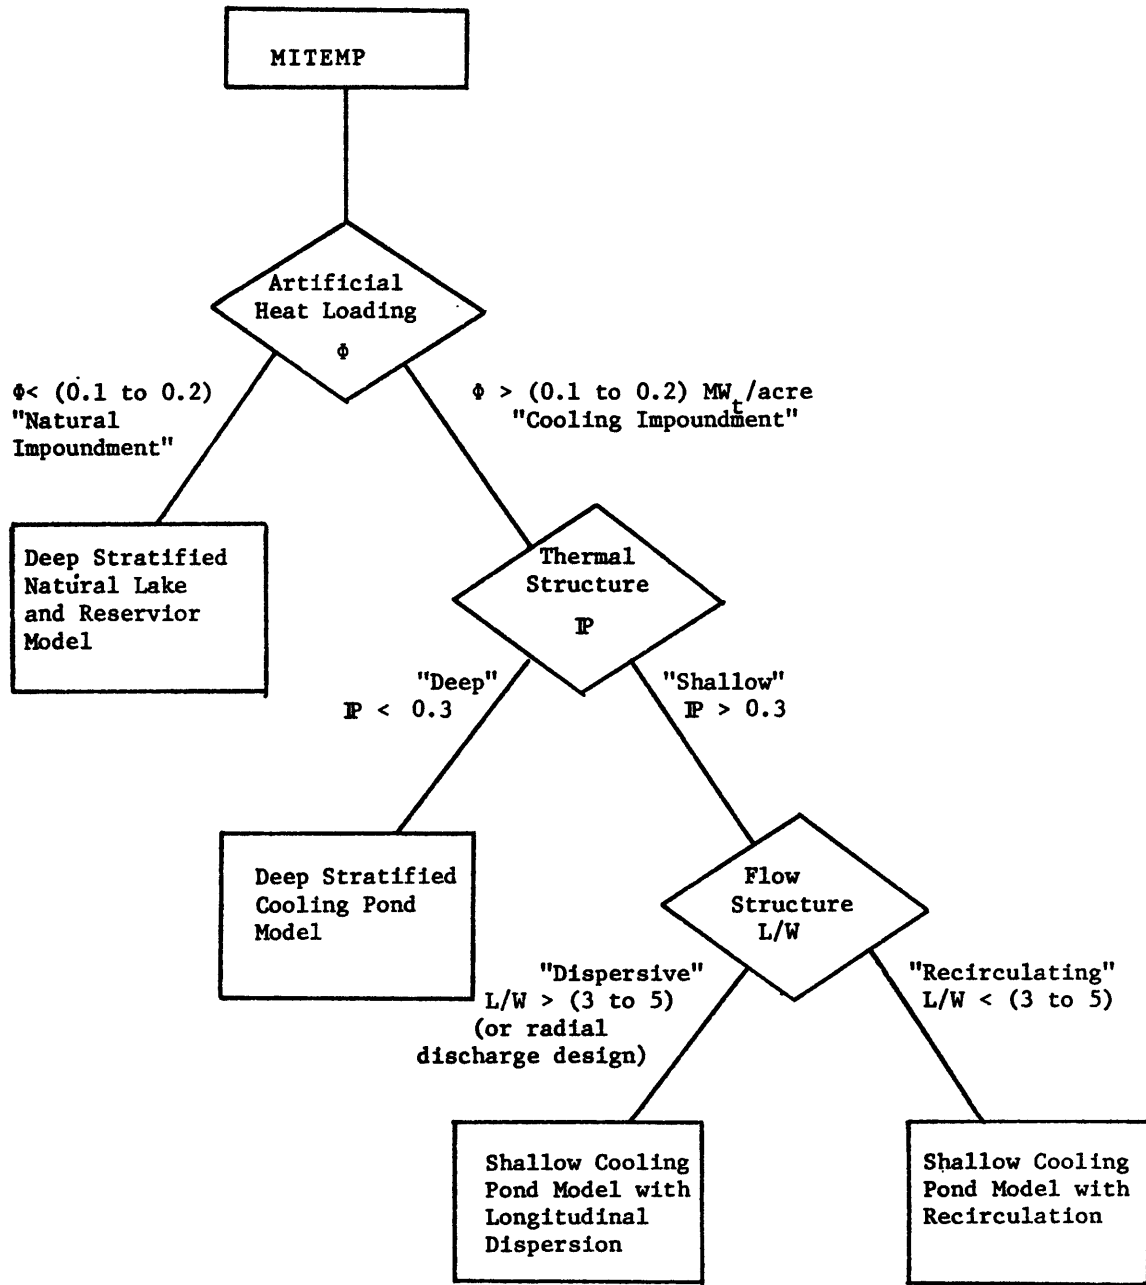 MITEMP
Artificial
Heat Loading
Φ
Φ< (0.1 to 0.2)
"Natural
Impoundment"
Φ > (0.1 to 0.2) MWt/acre
"Cooling Impoundment"
Deep Stratified
Natural Lake
and Reservior
Model
Thermal
Structure
ℙ
"Deep"
ℙ < 0.3
"Shallow"
ℙ > 0.3
Deep Stratified
Cooling Pond
Model
Flow
Structure
L/W
"Dispersive"
L/W > (3 to 5)
(or radial
discharge design)
"Recirculating"
L/W < (3 to 5)
Shallow Cooling
Pond Model with
Longitudinal
Dispersion
Shallow Cooling
Pond Model with
Recirculation